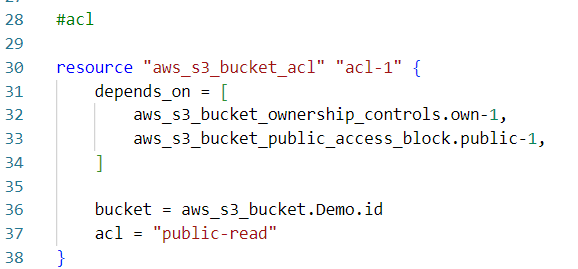 28 #acl
29
30 resource "aws_s3_bucket_acl" "acl-1" {
31     depends_on = [
32         aws_s3_bucket_ownership_controls.own-1,
33         aws_s3_bucket_public_access_block.public-1,
34     ]
35
36     bucket = aws_s3_bucket.Demo.id
37     acl = "public-read"
38 }